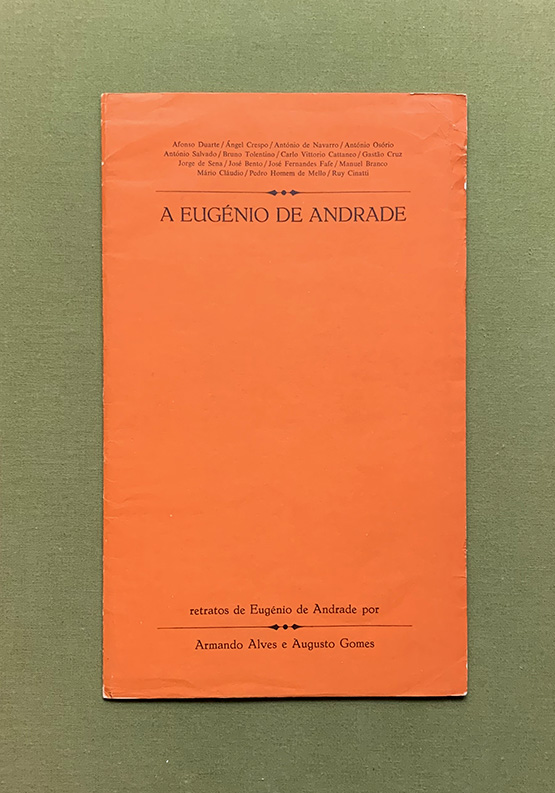 Afonso Duarte / Ángel Crespo / António de Navarro / António Osório
António Salvado / Bruno Tolentino / Carlo Vittorio Cattaneo / Gastão Cruz
Jorge de Sena / José Bento / José Fernandes Fafe / Manuel Branco
Mário Cláudio / Pedro Homem de Mello / Ruy Cinatti
A EUGÉNIO DE ANDRADE
retratos de Eugénio de Andrade por
Armando Alves e Augusto Gomes